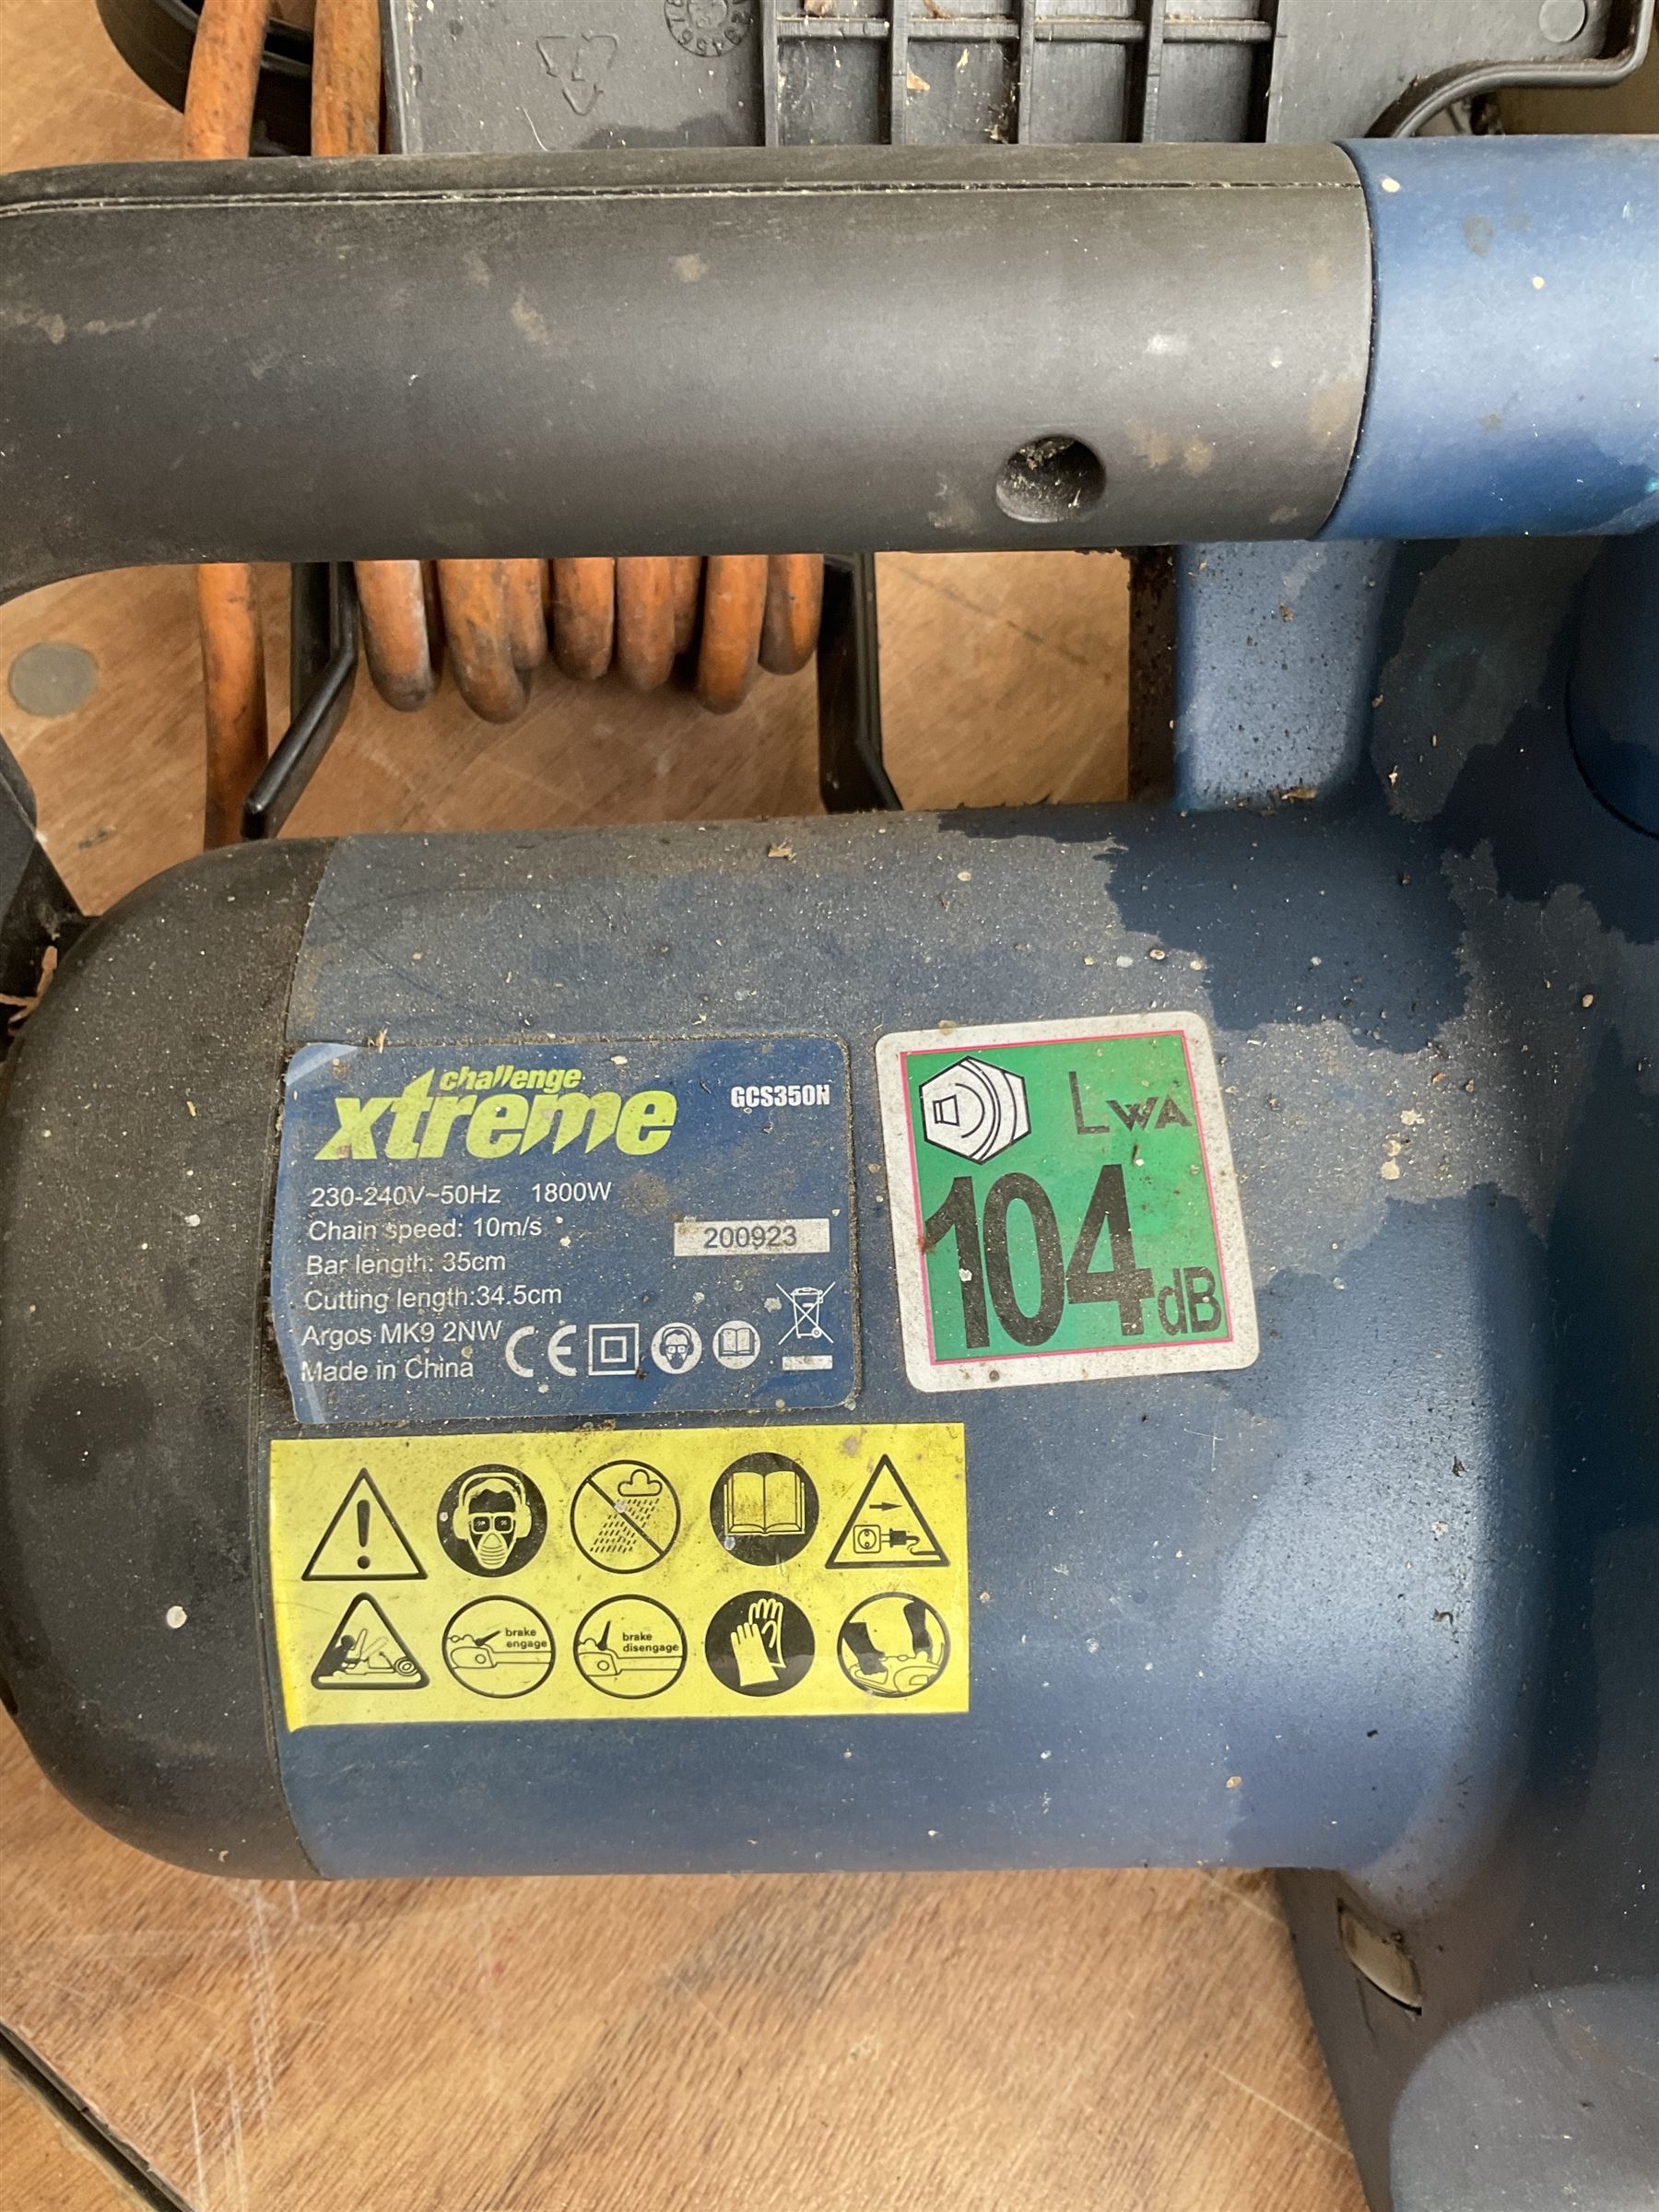 challenge
xtreme
GCS350N
230-240V~50Hz 1800W
Chain speed: 10m/s
200923
Bar length: 35cm
Cutting length:34.5cm
Argos MK9 2NW
Made in China
CE
LWA
104dB
brake
engage
brake
disengage